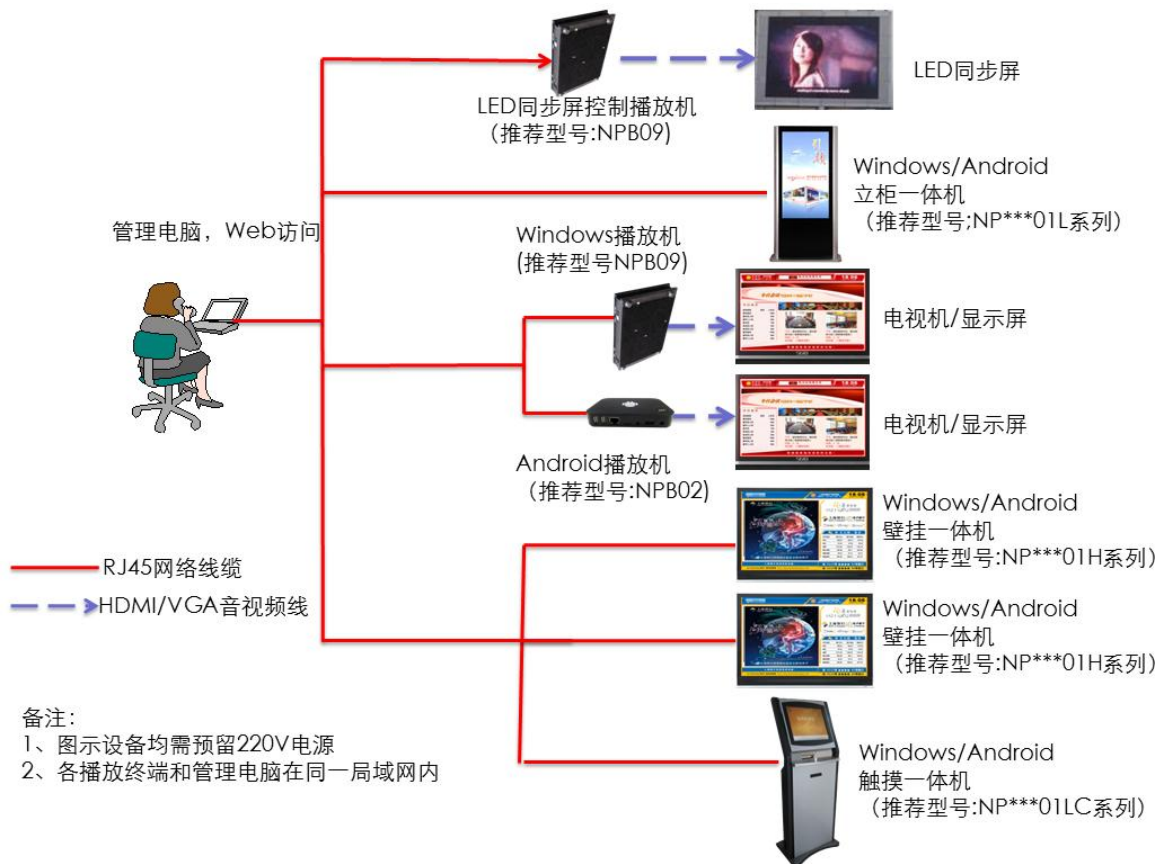 LED同步屏
LED同步屏控制播放机
（推荐型号:NPB09)
Windows/Android
立柜一体机
（推荐型号;NP***01L系列）
管理电脑，Web访问
Windows播放机
(推荐型号NPB09)
电视机/显示屏
电视机/显示屏
Android播放机
（推荐型号:NPB02)
Windows/Android
壁挂一体机
（推荐型号:NP***01H系列）
RJ45网络线缆
HDMI/VGA音视频线
Windows/Android
壁挂一体机
（推荐型号:NP***01H系列）
备注：
1、图示设备均需预留220V电源
2、各播放终端和管理电脑在同一局域网内
Windows/Android
触摸一体机
（推荐型号:NP***01LC系列）